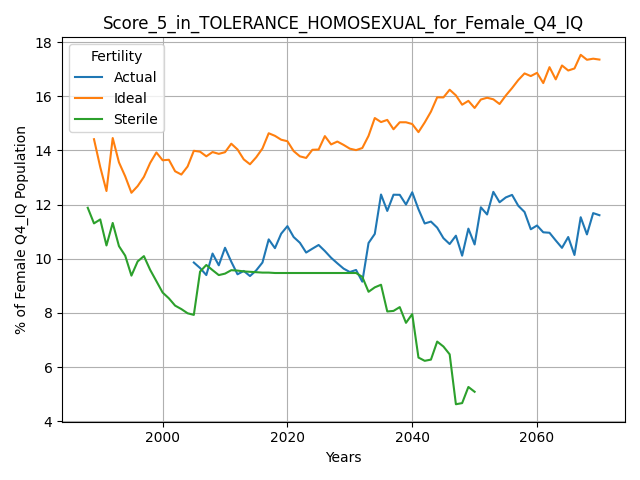 Score_5_in_TOLERANCE_HOMOSEXUAL_for_Female_Q4_IQ
Fertility
Actual
Ideal
Sterile
% of Female Q4_IQ Population
18
16
14
12
10
8
6
4
2000
2020
2040
2060
Years